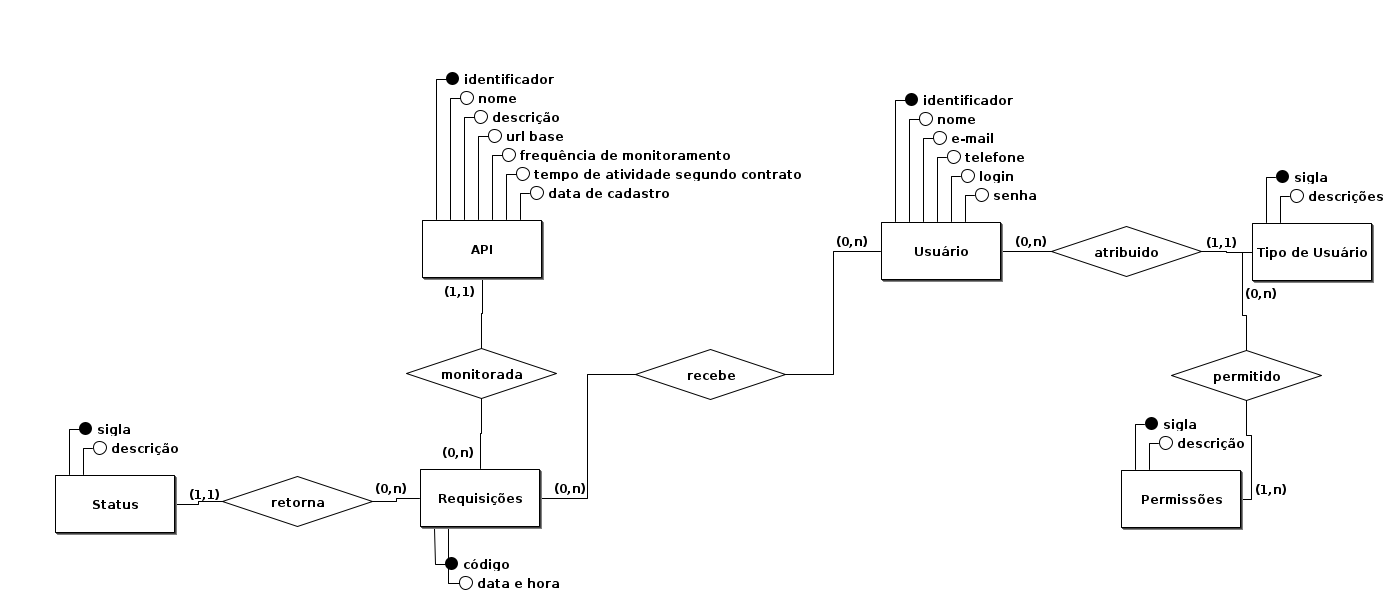 identificador
nome
descrição
url base
frequência de monitoramento
tempo de atividade segundo contrato
data de cadastro
API
(1,1)
monitorada
(0,n)
identificador
nome
e-mail
telefone
login
senha
Usuário
(0,n)
(0,n)
atribuido
(1,1)
sigla
descrições
Tipo de Usuário
(0,n)
permitido
(1,n)
sigla
descrição
Permissões
recebe
(0,n)
sigla
descrição
Status
(1,1)
retorna
(0,n)
Requisições
código
data e hora